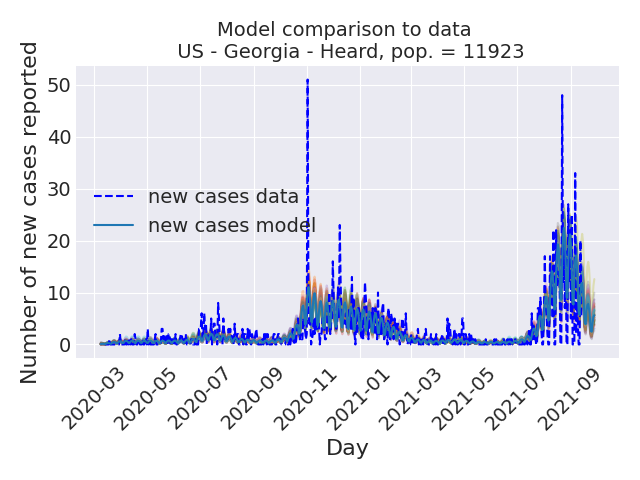 Model comparison to data
US - Georgia - Heard, pop. = 11923
Number of new cases reported
50
40
30
20
10
0
new cases data
new cases model
2020-03
2020-05
2020-07
2020-09
2020-11
2021-01
2021-03
2021-05
2021-07
2021-09
Day